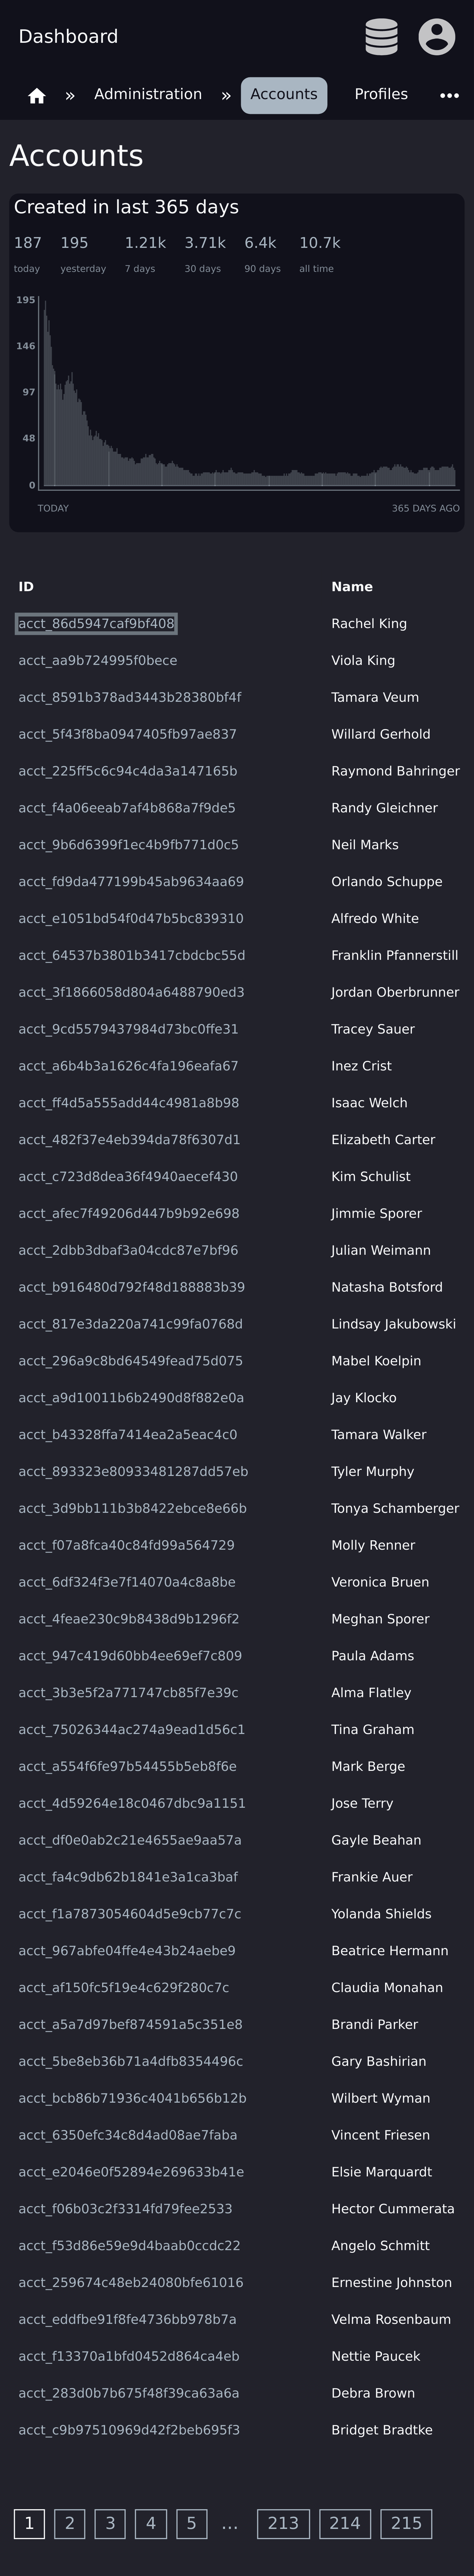 Dashboard
» Administration » Accounts Profiles
Accounts
Created in last 365 days
187 195 1.21k 3.71k 6.4k 10.7k
today yesterday 7 days 30 days 90 days all time
195
146
97
48
0
TODAY 365 DAYS AGO
ID Name
acct_86d5947caf9bf408 Rachel King
acct_aa9b724995f0bece Viola King
acct_8591b378ad3443b28380bf4f Tamara Veum
acct_5f43f8ba0947405fb97ae837 Willard Gerhold
acct_225ff5c6c94c4da3a147165b Raymond Bahringer
acct_f4a06eeab7af4b868a7f9de5 Randy Gleichner
acct_9b6d6399f1ec4b9fb771d0c5 Neil Marks
acct_fd9da477199b45ab9634aa69 Orlando Schuppe
acct_e1051bd54f0d47b5bc839310 Alfredo White
acct_64537b3801b3417cbdcbc55d Franklin Pfannerstill
acct_3f1866058d804a6488790ed3 Jordan Oberbrunner
acct_9cd5579437984d73bc0ffe31 Tracey Sauer
acct_a6b4b3a1626c4fa196eafa67 Inez Crist
acct_ff4d5a555add44c4981a8b98 Isaac Welch
acct_482f37e4eb394da78f6307d1 Elizabeth Carter
acct_c723d8dea36f4940aecef430 Kim Schulist
acct_afec7f49206d447b9b92e698 Jimmie Sporer
acct_2dbb3dbaf3a04cdc87e7bf96 Julian Weimann
acct_b916480d792f48d188883b39 Natasha Botsford
acct_817e3da220a741c99fa0768d Lindsay Jakubowski
acct_296a9c8bd64549fead75d075 Mabel Koelpin
acct_a9d10011b6b2490d8f882e0a Jay Klocko
acct_b43328ffa7414ea2a5eac4c0 Tamara Walker
acct_893323e80933481287dd57eb Tyler Murphy
acct_3d9bb111b3b8422ebce8e66b Tonya Schamberger
acct_f07a8fca40c84fd99a564729 Molly Renner
acct_6df324f3e7f14070a4c8a8be Veronica Bruen
acct_4feae230c9b8438d9b1296f2 Meghan Sporer
acct_947c419d60bb4ee69ef7c809 Paula Adams
acct_3b3e5f2a771747cb85f7e39c Alma Flatley
acct_75026344ac274a9ead1d56c1 Tina Graham
acct_a554f6fe97b54455b5eb8f6e Mark Berge
acct_4d59264e18c0467dbc9a1151 Jose Terry
acct_df0e0ab2c21e4655ae9aa57a Gayle Beahan
acct_fa4c9db62b1841e3a1ca3baf Frankie Auer
acct_f1a7873054604d5e9cb77c7c Yolanda Shields
acct_967abfe04ffe4e43b24aebe9 Beatrice Hermann
acct_af150fc5f19e4c629f280c7c Claudia Monahan
acct_a5a7d97bef874591a5c351e8 Brandi Parker
acct_5be8eb36b71a4dfb8354496c Gary Bashirian
acct_bcb86b71936c4041b656b12b Wilbert Wyman
acct_6350efc34c8d4ad08ae7faba Vincent Friesen
acct_e2046e0f52894e269633b41e Elsie Marquardt
acct_f06b03c2f3314fd79fee2533 Hector Cummerata
acct_f53d86e59e9d4baab0ccdc22 Angelo Schmitt
acct_259674c48eb24080bfe61016 Ernestine Johnston
acct_eddfbe91f8fe4736bb978b7a Velma Rosenbaum
acct_f13370a1bfd0452d864ca4eb Nettie Paucek
acct_283d0b7b675f48f39ca63a6a Debra Brown
acct_c9b97510969d42f2beb695f3 Bridget Bradtke
1 2 3 4 5 … 213 214 215